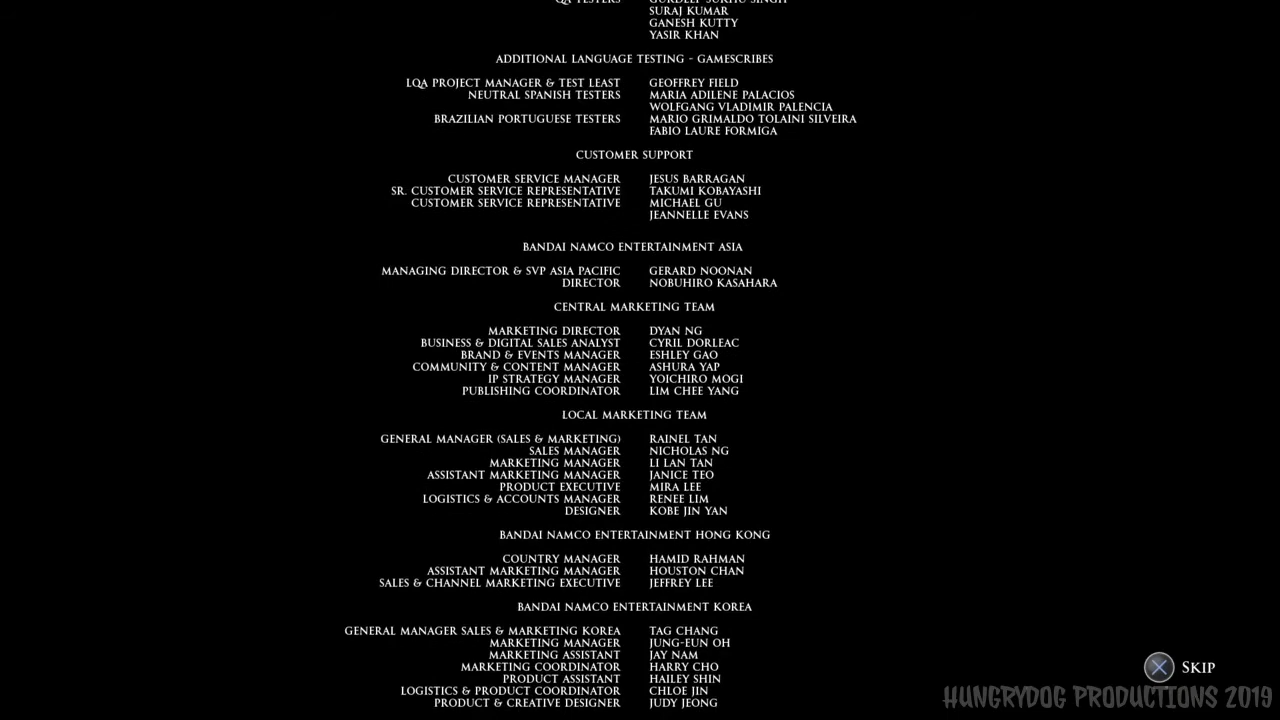 QA TESTERS GURDEEP SUKHU SINGH
SURAJ KUMAR
GANESH KUTTY
YASIR KHAN
ADDITIONAL LANGUAGE TESTING - GAMESCRIBES
LQA PROJECT MANAGER & TEST LEAST GEOFFREY FIELD
NEUTRAL SPANISH TESTERS MARIA ADILENE PALACIOS
WOLFGANG VLADIMIR PALENCIA
BRAZILIAN PORTUGUESE TESTERS MARIO GRIMALDO TOLAINI SILVEIRA
FABIO LAURE FORMIGA
CUSTOMER SUPPORT
CUSTOMER SERVICE MANAGER JESUS BARRAGAN
SR. CUSTOMER SERVICE REPRESENTATIVE TAKUMI KOBAYASHI
CUSTOMER SERVICE REPRESENTATIVE MICHAEL GU
JEANNELLE EVANS
BANDAI NAMCO ENTERTAINMENT ASIA
MANAGING DIRECTOR & SVP ASIA PACIFIC GERARD NOONAN
DIRECTOR NOBUHIRO KASAHARA
CENTRAL MARKETING TEAM
MARKETING DIRECTOR DYAN NG
BUSINESS & DIGITAL SALES ANALYST CYRIL DORLEAC
BRAND & EVENTS MANAGER ESHLEY GAO
COMMUNITY & CONTENT MANAGER ASHURA YAP
IP STRATEGY MANAGER YOICHIRO MOGI
PUBLISHING COORDINATOR LIM CHEE YANG
LOCAL MARKETING TEAM
GENERAL MANAGER (SALES & MARKETING) RAINEL TAN
SALES MANAGER NICHOLAS NG
MARKETING MANAGER LI LAN TAN
ASSISTANT MARKETING MANAGER JANICE TEO
PRODUCT EXECUTIVE MIRA LEE
LOGISTICS & ACCOUNTS MANAGER RENEE LIM
DESIGNER KOBE JIN YAN
BANDAI NAMCO ENTERTAINMENT HONG KONG
COUNTRY MANAGER HAMID RAHMAN
ASSISTANT MARKETING MANAGER HOUSTON CHAN
SALES & CHANNEL MARKETING EXECUTIVE JEFFREY LEE
BANDAI NAMCO ENTERTAINMENT KOREA
GENERAL MANAGER SALES & MARKETING KOREA TAG CHANG
MARKETING MANAGER JUNG-EUN OH
MARKETING ASSISTANT JAY NAM
MARKETING COORDINATOR HARRY CHO
PRODUCT ASSISTANT HAILEY SHIN
LOGISTICS & PRODUCT COORDINATOR CHLOE JIN
PRODUCT & CREATIVE DESIGNER JUDY JEONG
SKIP
HUNGRYDOG PRODUCTIONS 2019